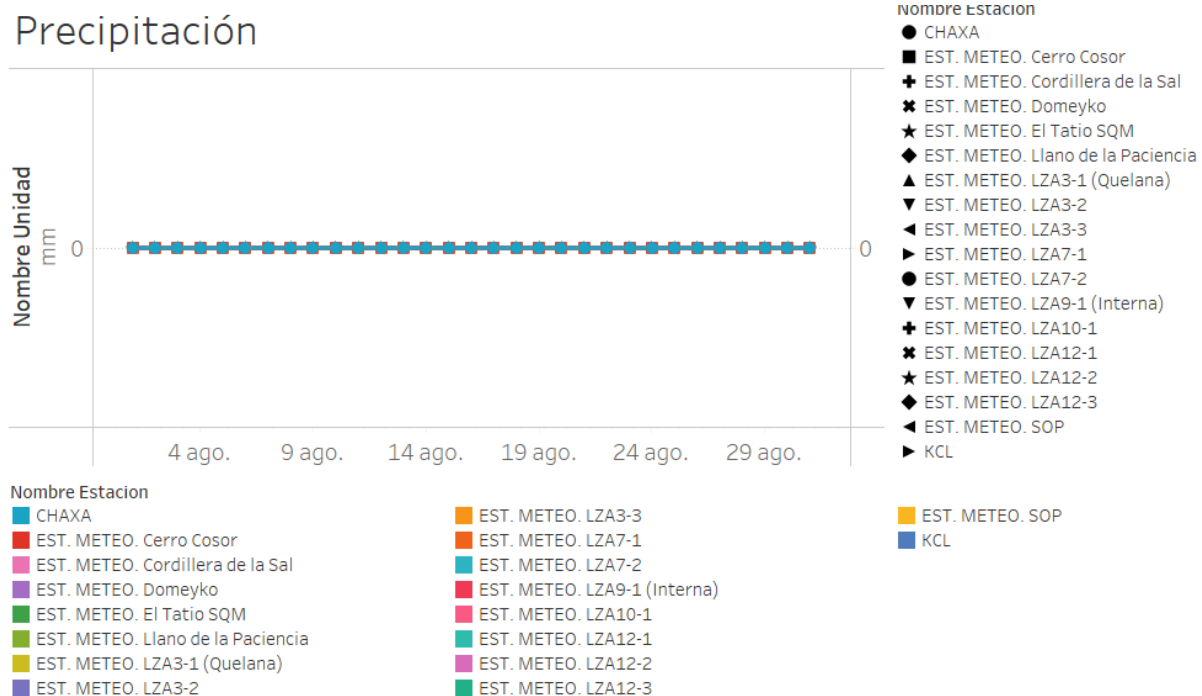 Precipitación
Nombre Unidad
mm
0
0
4 ago.
9 ago.
14 ago.
19 ago.
24 ago.
29 ago.
Nombre Estacion
CHAXA
EST. METEO. Cerro Cosor
EST. METEO. Cordillera de la Sal
EST. METEO. Domeyko
EST. METEO. El Tatio SQM
EST. METEO. Llano de la Paciencia
EST. METEO. LZA3-1 (Quelana)
EST. METEO. LZA3-2
EST. METEO. LZA3-3
EST. METEO. LZA7-1
EST. METEO. LZA7-2
EST. METEO. LZA9-1 (Interna)
EST. METEO. LZA10-1
EST. METEO. LZA12-1
EST. METEO. LZA12-2
EST. METEO. LZA12-3
EST. METEO. SOP
KCL
Nombre Estacion
CHAXA
EST. METEO. Cerro Cosor
EST. METEO. Cordillera de la Sal
EST. METEO. Domeyko
EST. METEO. El Tatio SQM
EST. METEO. Llano de la Paciencia
EST. METEO. LZA3-1 (Quelana)
EST. METEO. LZA3-2
EST. METEO. LZA3-3
EST. METEO. LZA7-1
EST. METEO. LZA7-2
EST. METEO. LZA9-1 (Interna)
EST. METEO. LZA10-1
EST. METEO. LZA12-1
EST. METEO. LZA12-2
EST. METEO. LZA12-3
EST. METEO. SOP
KCL